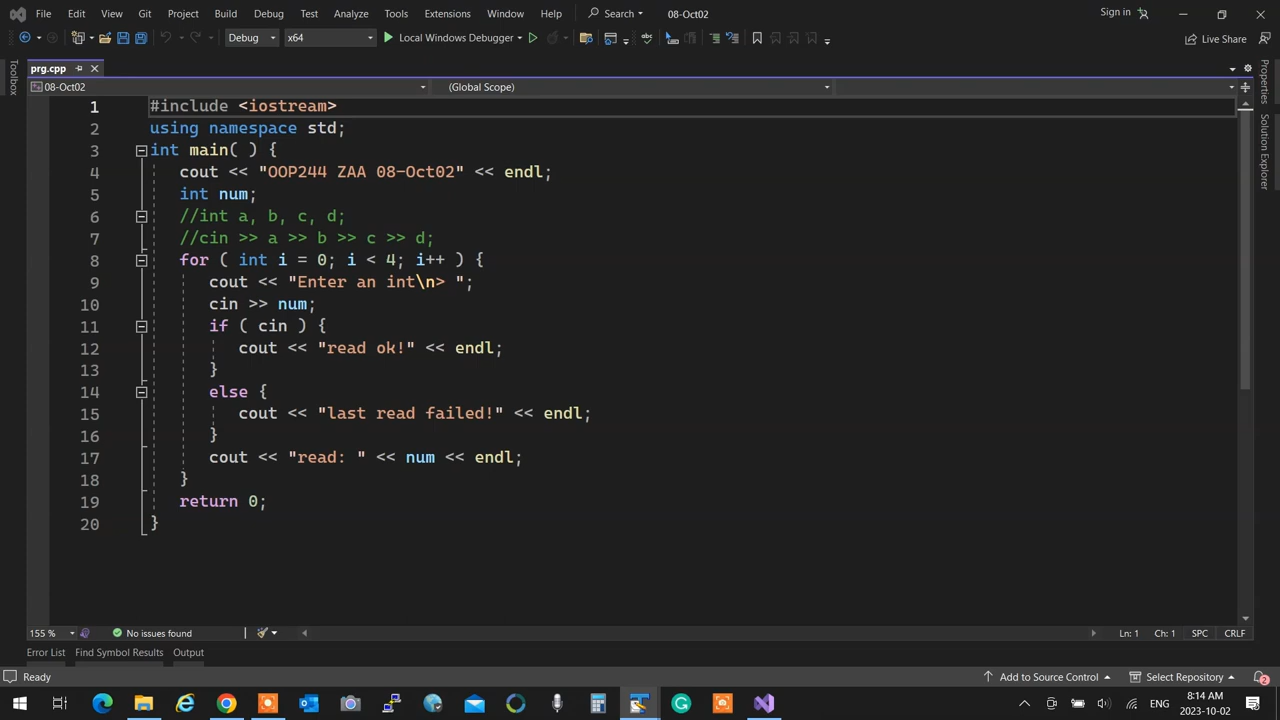 File Edit View Git Project Build Debug Test Analyze Tools Extensions Window Help Search 08-Oct02 Sign in
Debug x64 Local Windows Debugger Live Share
Toolbox
prg.cpp
08-Oct02 (Global Scope)
1 #include <iostream>
2 using namespace std;
3 int main( ) {
4 cout << "OOP244 ZAA 08-Oct02" << endl;
5 int num;
6 //int a, b, c, d;
7 //cin >> a >> b >> c >> d;
8 for ( int i = 0; i < 4; i++ ) {
9 cout << "Enter an int\n> ";
10 cin >> num;
11 if ( cin ) {
12 cout << "read ok!" << endl;
13 }
14 else {
15 cout << "last read failed!" << endl;
16 }
17 cout << "read: " << num << endl;
18 }
19 return 0;
20 }
Properties
Solution Explorer
155 % No issues found Ln: 1 Ch: 1 SPC CRLF
Error List Find Symbol Results Output
Ready Add to Source Control Select Repository 2
8:14 AM
ENG
2023-10-02